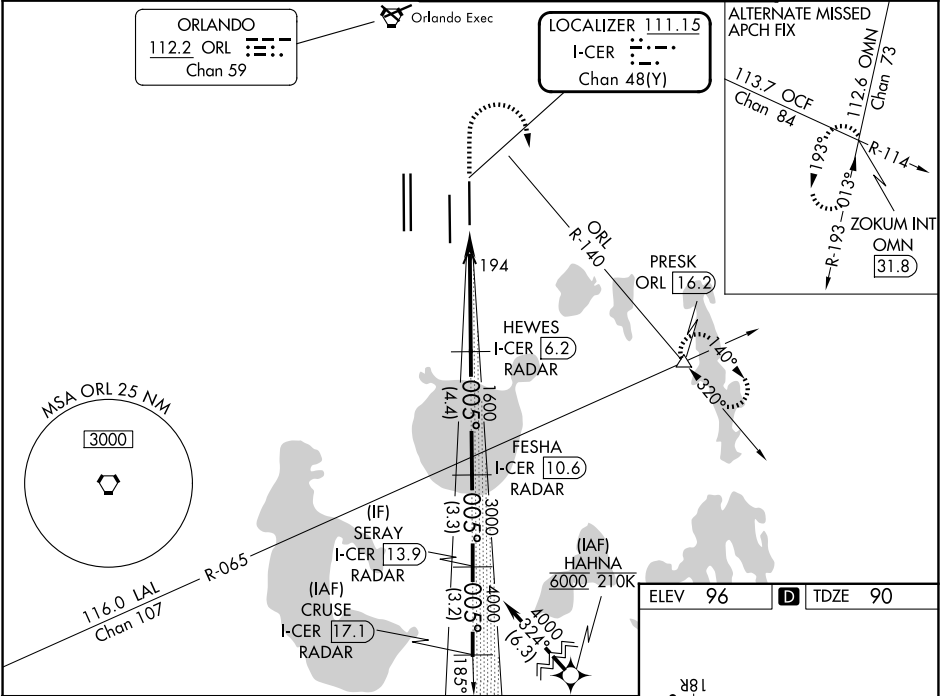 ORLANDO
112.2 ORL
Chan 59
Orlando Exec
LOCALIZER 111.15
I-CER
Chan 48(Y)
ALTERNATE MISSED
APCH FIX
113.7 OCF
Chan 84
112.6 OMN
Chan 73
R-114
193°
013°
R-193
ZOKUM INT
OMN
31.8
ORL
R-140
PRESK
ORL 16.2
140°
320°
194
HEWES
I-CER 6.2
RADAR
1600
005°
(4.4)
MSA ORL 25 NM
3000
FESHA
I-CER 10.6
RADAR
3000
005°
(3.3)
(IF)
SERAY
I-CER 13.9
RADAR
R-065
116.0 LAL
Chan 107
(IAF)
CRUSE
I-CER 17.1
RADAR
4000
005°
(3.2)
185°
(IAF)
HAHNA
6000 210K
4000
324°
(6.3)
ELEV 96 D TDZE 90
18R